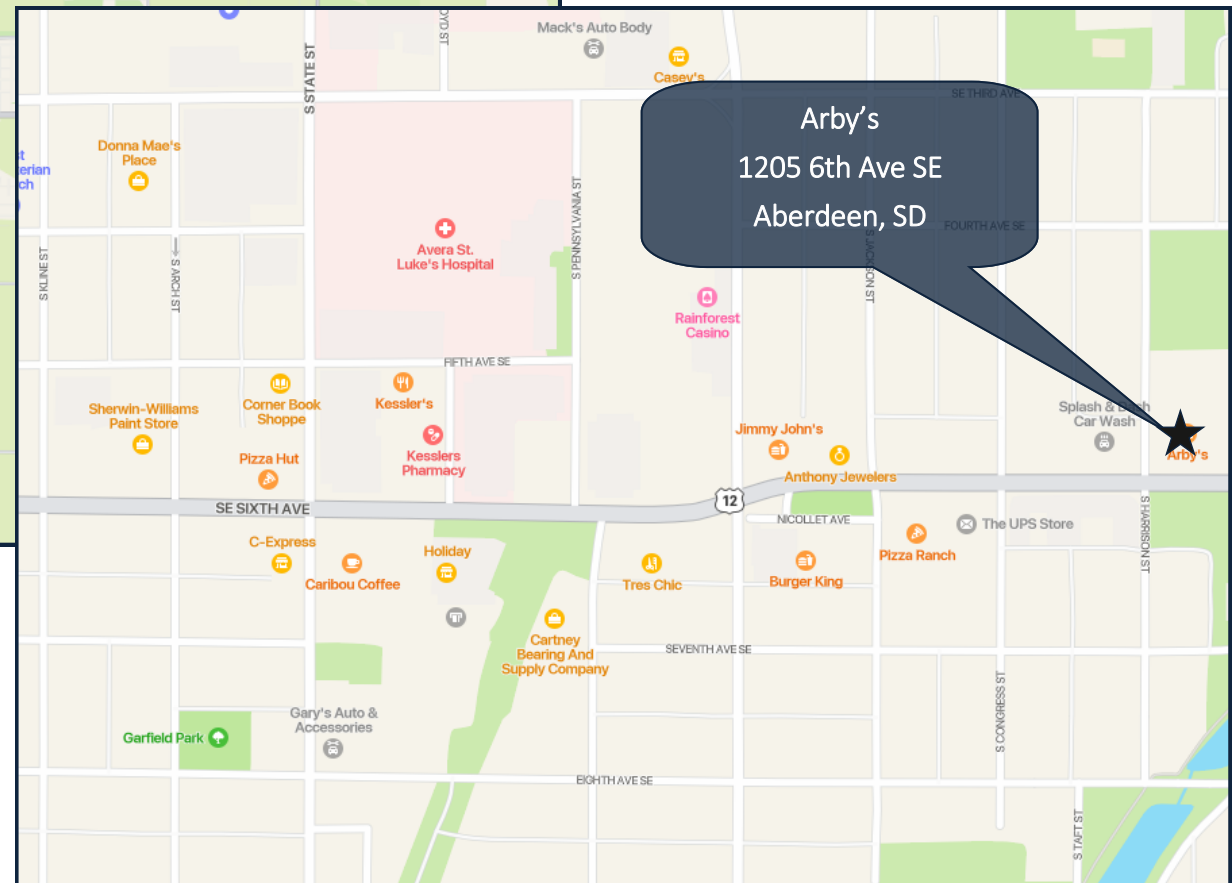 OYD ST
Mack's Auto Body
S STATE ST
Casey's
SE THIRD AVE
Arby's
1205 6th Ave SE
Aberdeen, SD
Donna Mae's
Place
t
erian
ch
S KLINE ST
S ARCH ST
Avera St.
Luke's Hospital
S PENNSYLVANIA ST
S JACKSON ST
FOURTH AVE SE
Rainforest
Casino
FIFTH AVE SE
Sherwin-Williams
Paint Store
Corner Book
Shoppe
Kessler's
Kesslers
Pharmacy
Pizza Hut
Jimmy John's
Anthony Jewelers
Splash &
Car Wash
Arby's
SE SIXTH AVE
12
NICOLLET AVE
The UPS Store
S HARRISON ST
C-Express
Caribou Coffee
Holiday
Tres Chic
Burger King
Pizza Ranch
Cartney
Bearing And
Supply Company
SEVENTH AVE SE
S CONGRESS ST
Gary's Auto &
Accessories
Garfield Park
EIGHTH AVE SE
S TAFT ST